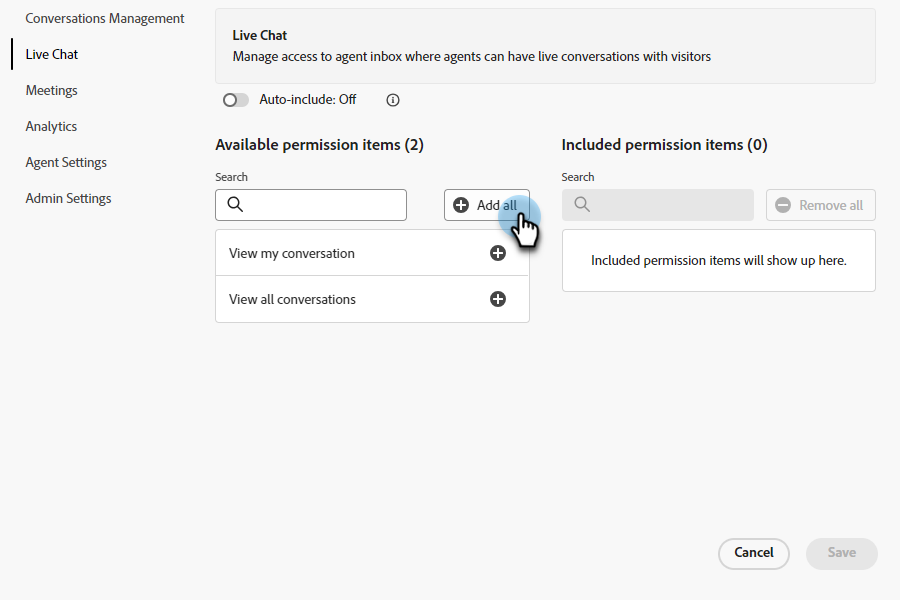 Conversations Management
Live Chat
Meetings
Analytics
Agent Settings
Admin Settings
Live Chat
Manage access to agent inbox where agents can have live conversations with visitors
Auto-include: Off
Available permission items (2)
Search
Add all
View my conversation
View all conversations
Included permission items (0)
Search
Remove all
Included permission items will show up here.
Cancel
Save